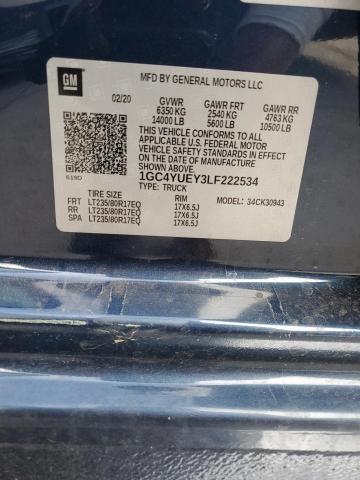 GM
MFD BY GENERAL MOTORS LLC
02/20 GVWR GAWR FRT GAWR RR
6350 KG 2540 KG 4763 KG
14000 LB 5600 LB 10500 LB
THIS VEHICLE CONFORMS TO ALL
APPLICABLE U.S. FEDERAL MOTOR
VEHICLE SAFETY STANDARDS IN
EFFECT ON THE DATE OF
MANUFACTURE SHOWN ABOVE.
619D 1GC4YUEY3LF222534
TYPE: TRUCK
TIRE SIZE RIM 34CK30943
FRT LT235/80R17EQ 17X6.5J
RR LT235/80R17EQ 17X6.5J
SPA LT235/80R17EQ 17X6.5J